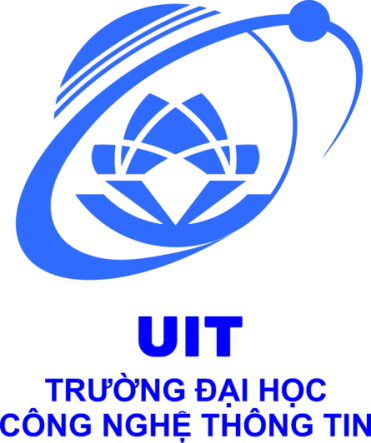 UIT
TRƯỜNG ĐẠI HỌC
CÔNG NGHỆ THÔNG TIN